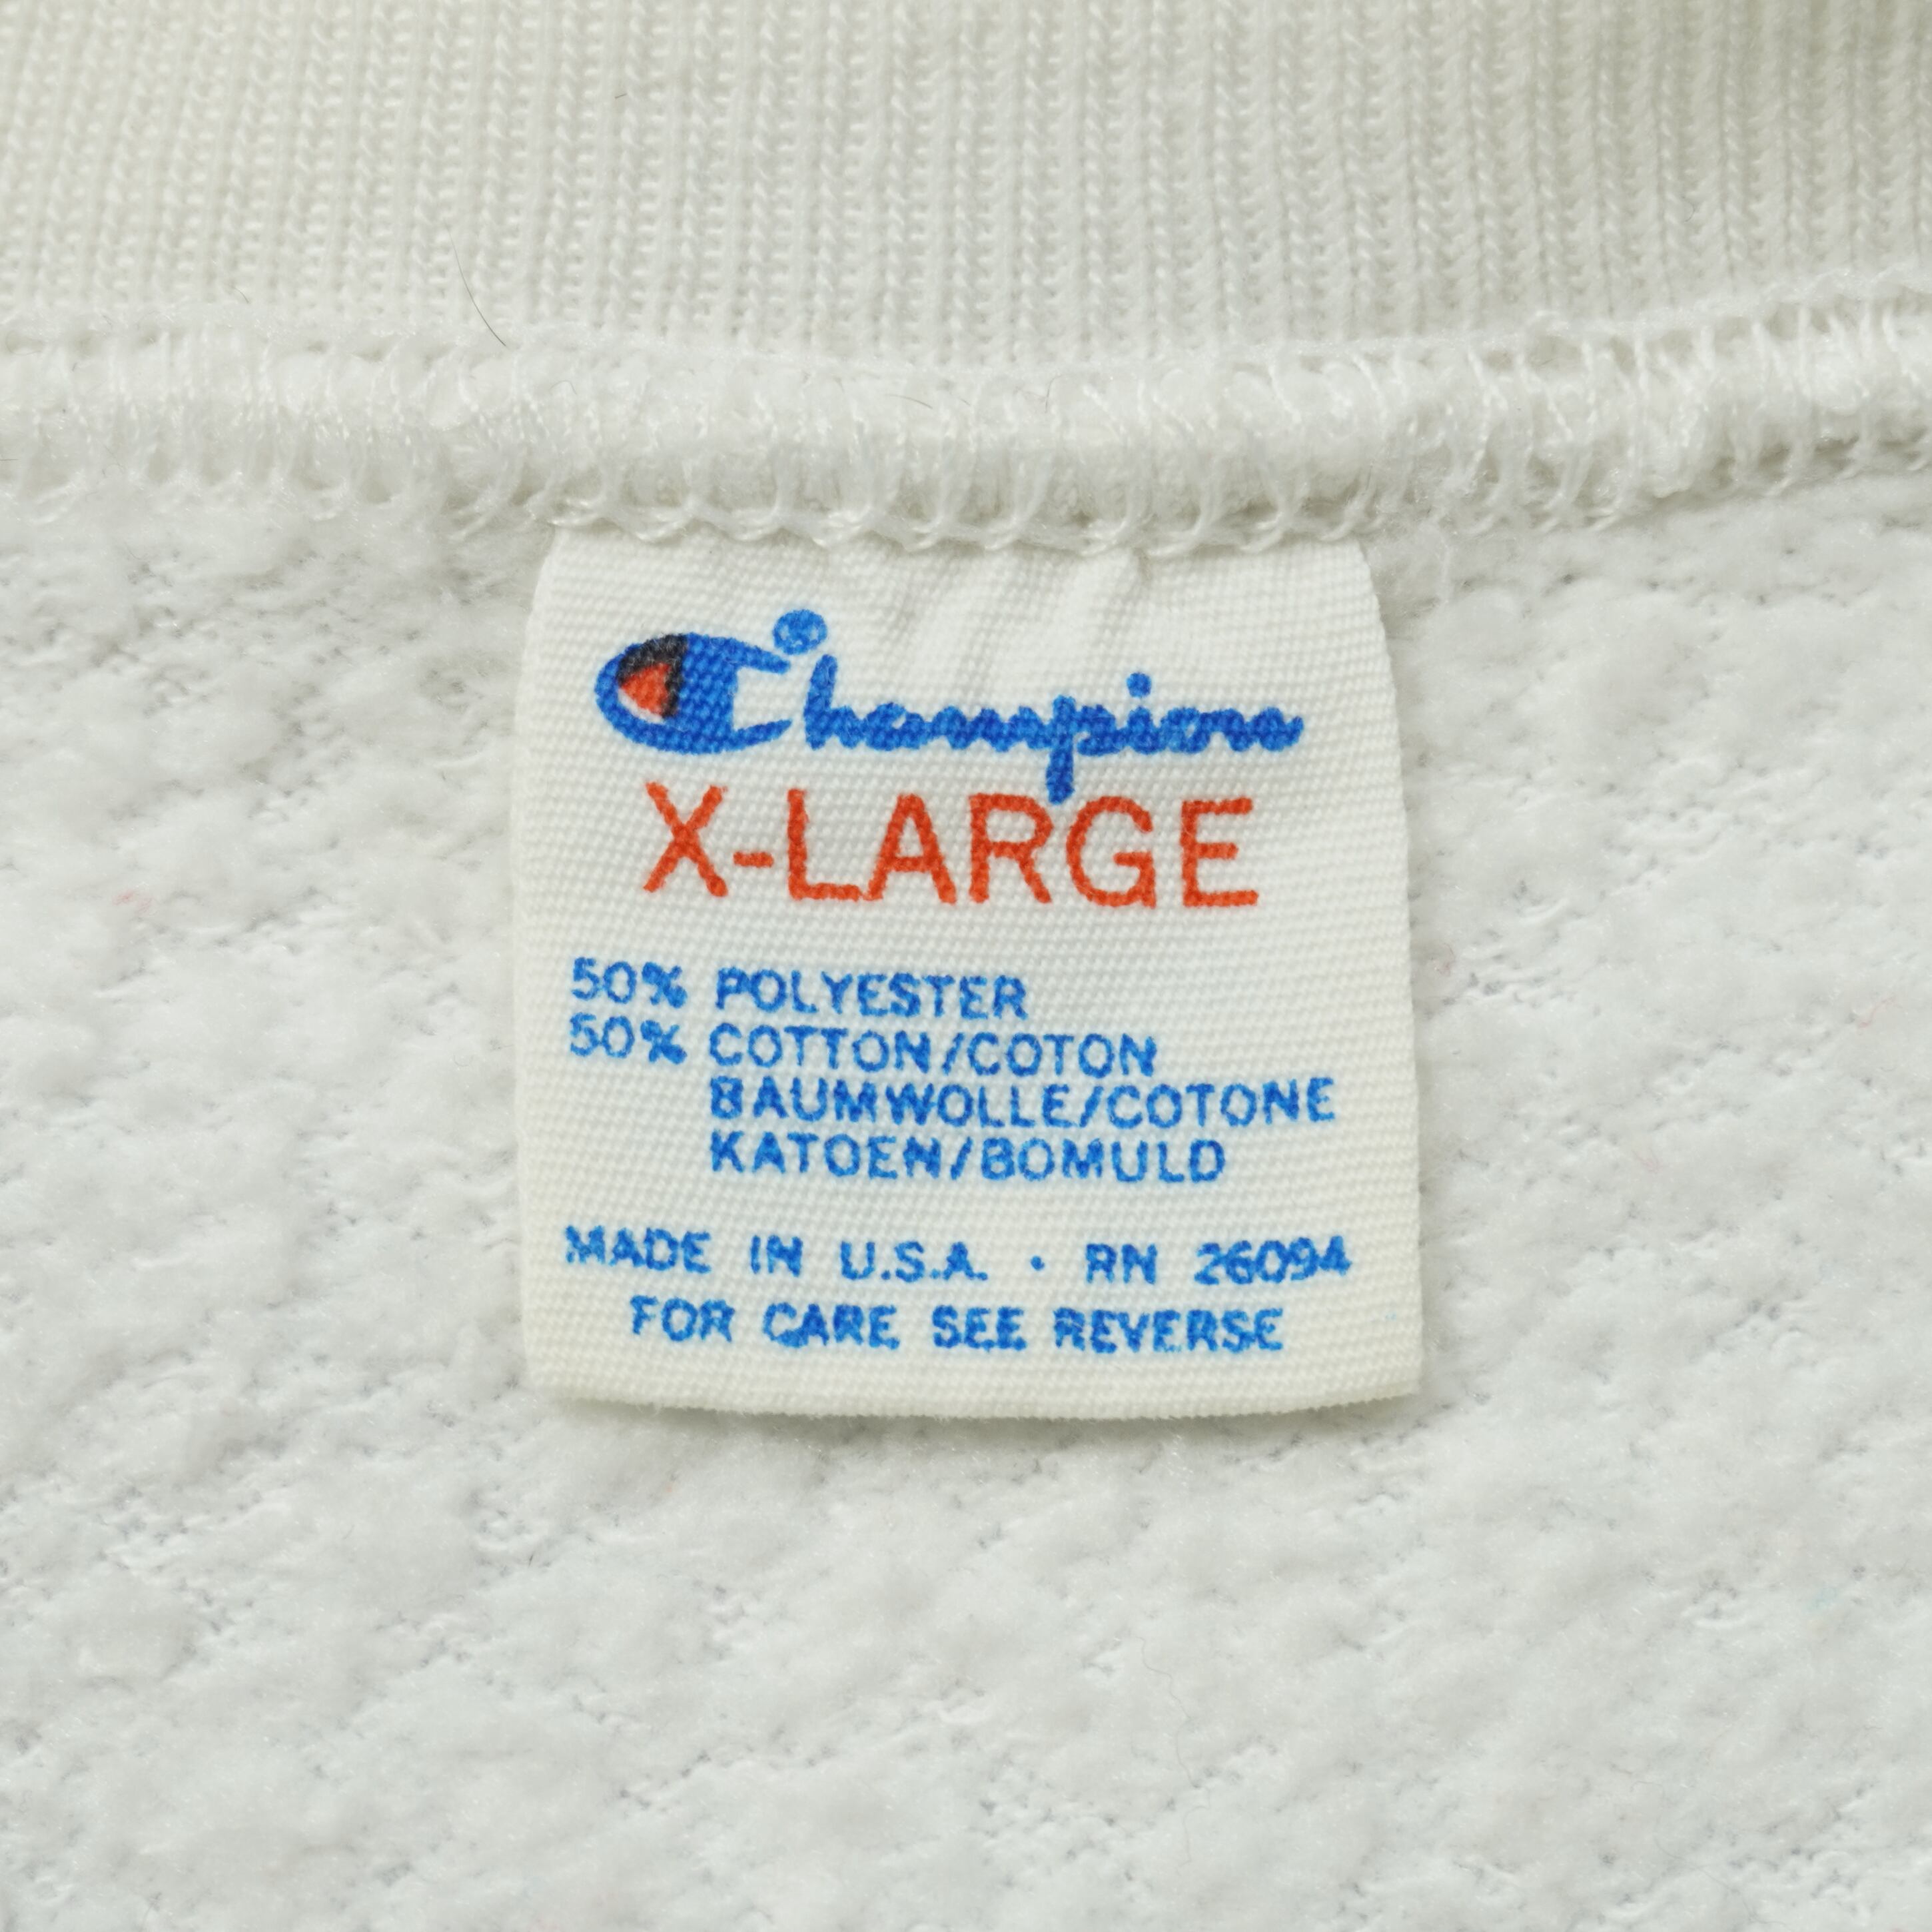 Champion
X-LARGE
50% POLYESTER
50% COTTON/COTON
BAUMWOLLE/COTONE
KATOEN/BOMULD
MADE IN U.S.A. • RN 26094
FOR CARE SEE REVERSE